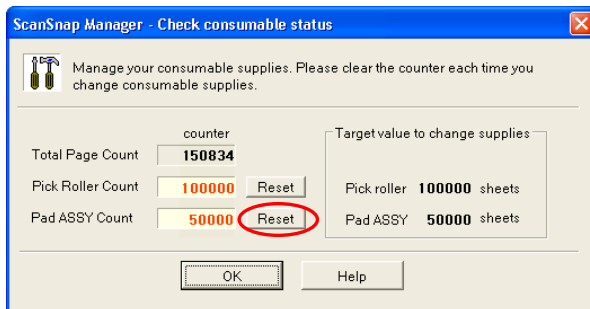 ScanSnap Manager - Check consumable status
Manage your consumable supplies. Please clear the counter each time you
change consumable supplies.
counter
Total Page Count 150834
Pick Roller Count 100000 Reset
Pad ASSY Count 50000 Reset
Target value to change supplies
Pick roller 100000 sheets
Pad ASSY 50000 sheets
OK Help